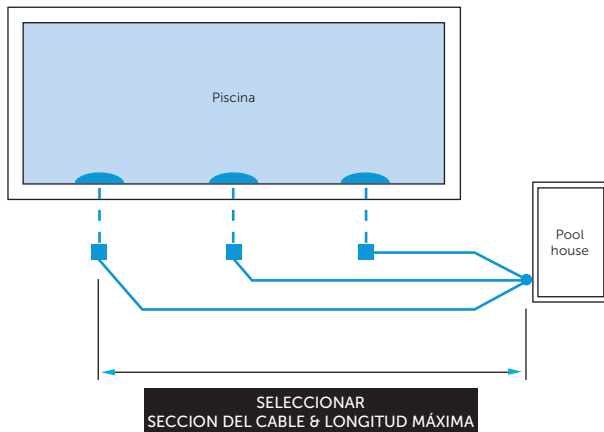 Piscina
Pool
house
SELECCIONAR
SECCION DEL CABLE & LONGITUD MÁXIMA